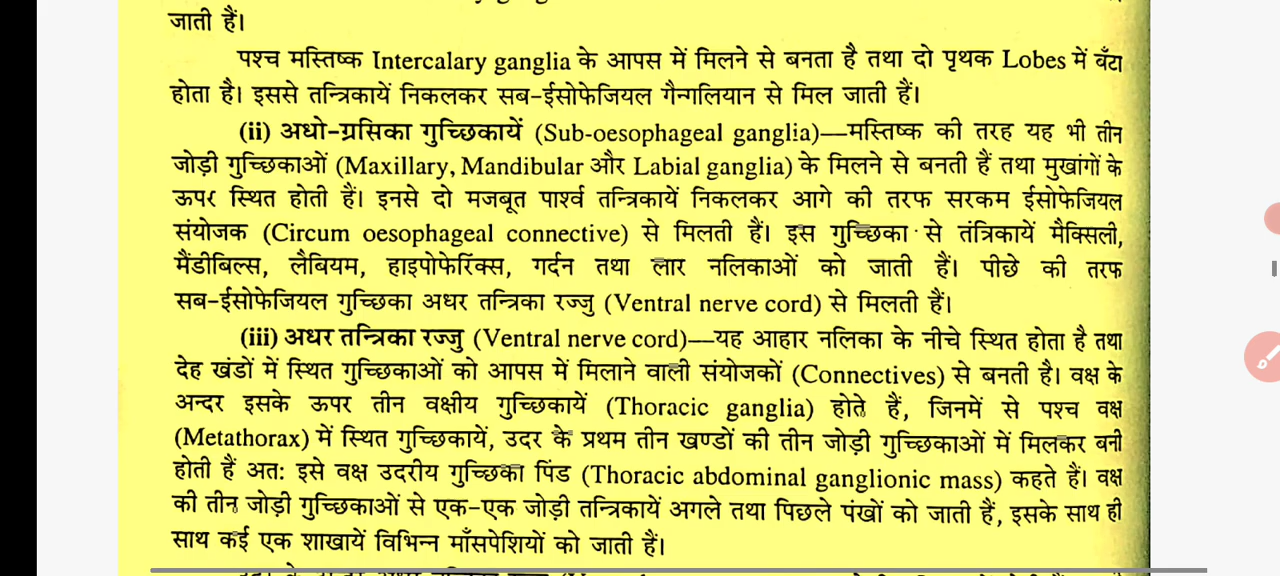 जाती हैं।
पश्च मस्तिष्क Intercalary ganglia के आपस में मिलने से बनता है तथा दो पृथक Lobes में बँटा
होता है। इससे तन्त्रिकायें निकलकर सब-ईसोफेजियल गैन्गलियान से मिल जाती हैं।
(ii) अधो-ग्रसिका गुच्छिकायें (Sub-oesophageal ganglia)—मस्तिष्क की तरह यह भी तीन
जोड़ी गुच्छिकाओं (Maxillary, Mandibular और Labial ganglia) के मिलने से बनती हैं तथा मुखांगों के
ऊपर स्थित होती हैं। इनसे दो मजबूत पार्श्व तन्त्रिकायें निकलकर आगे की तरफ सरकम ईसोफेजियल
संयोजक (Circum oesophageal connective) से मिलती हैं। इस गुच्छिका से तंत्रिकायें मैक्सिली,
मैंडीबिल्स, लैबियम, हाइपोफेरिंक्स, गर्दन तथा लार नलिकाओं को जाती हैं। पीछे की तरफ
सब-ईसोफेजियल गुच्छिका अधर तन्त्रिका रज्जु (Ventral nerve cord) से मिलती हैं।
(iii) अधर तन्त्रिका रज्जु (Ventral nerve cord)—यह आहार नलिका के नीचे स्थित होता है तथा
देह खंडों में स्थित गुच्छिकाओं को आपस में मिलाने वाली संयोजकों (Connectives) से बनती है। वक्ष के
अन्दर इसके ऊपर तीन वक्षीय गुच्छिकायें (Thoracic ganglia) होते हैं, जिनमें से पश्च वक्ष
(Metathorax) में स्थित गुच्छिकायें, उदर के प्रथम तीन खण्डों की तीन जोड़ी गुच्छिकाओं में मिलकर बनी
होती हैं अत: इसे वक्ष उदरीय गुच्छिका पिंड (Thoracic abdominal ganglionic mass) कहते हैं। वक्ष
की तीन जोड़ी गुच्छिकाओं से एक-एक जोड़ी तन्त्रिकायें अगले तथा पिछले पंखों को जाती हैं, इसके साथ ही
साथ कई एक शाखायें विभिन्न माँसपेशियों को जाती हैं।